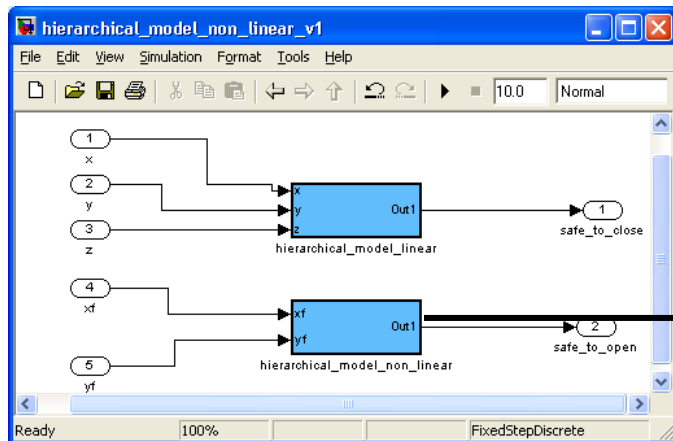 hierarchical_model_non_linear_v1
File Edit View Simulation Format Tools Help
10.0 Normal
1
x
2
y
3
z
x
y
z
Out1
hierarchical_model_linear
1
safe_to_close
4
xf
5
yf
xf
yf
Out1
hierarchical_model_non_linear
2
safe_to_open
Ready 100% FixedStepDiscrete